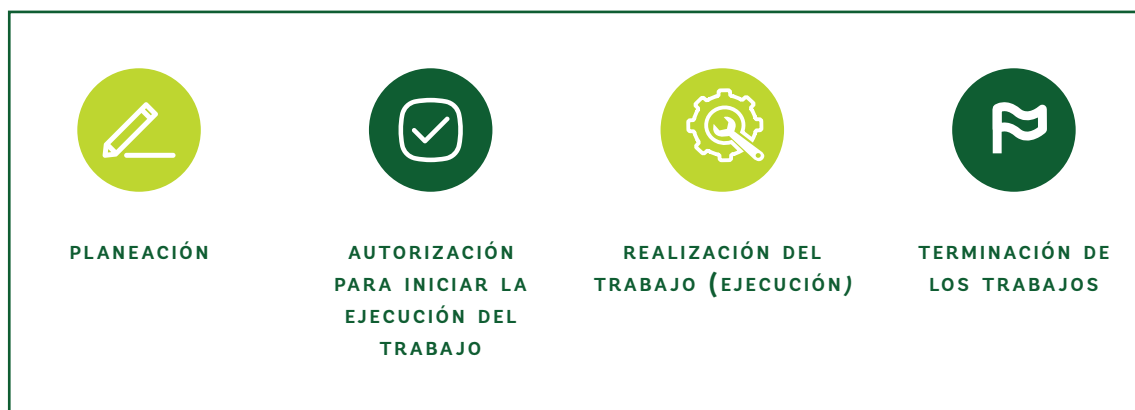 PLANEACIÓN
AUTORIZACIÓN
PARA INICIAR LA
EJECUCIÓN DEL
TRABAJO
REALIZACIÓN DEL
TRABAJO (EJECUCIÓN)
TERMINACIÓN DE
LOS TRABAJOS